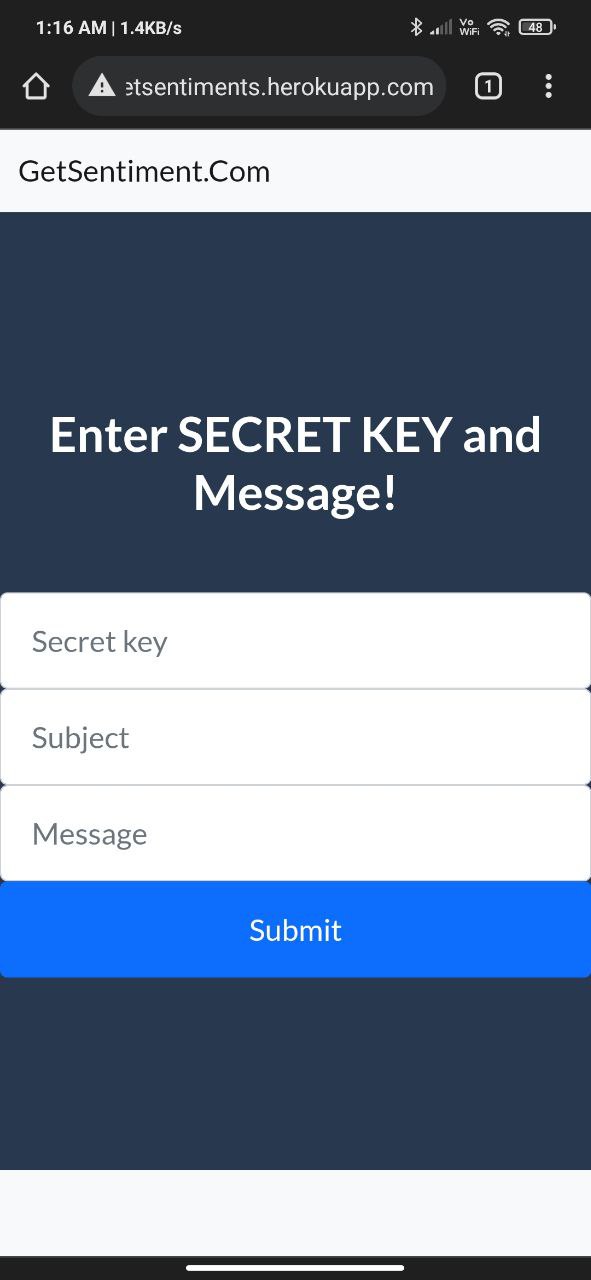 1:16 AM | 1.4KB/s
Vo
WiFi
48
etsentiments.herokuapp.com
1
GetSentiment.Com
Enter SECRET KEY and
Message!
Secret key
Subject
Message
Submit